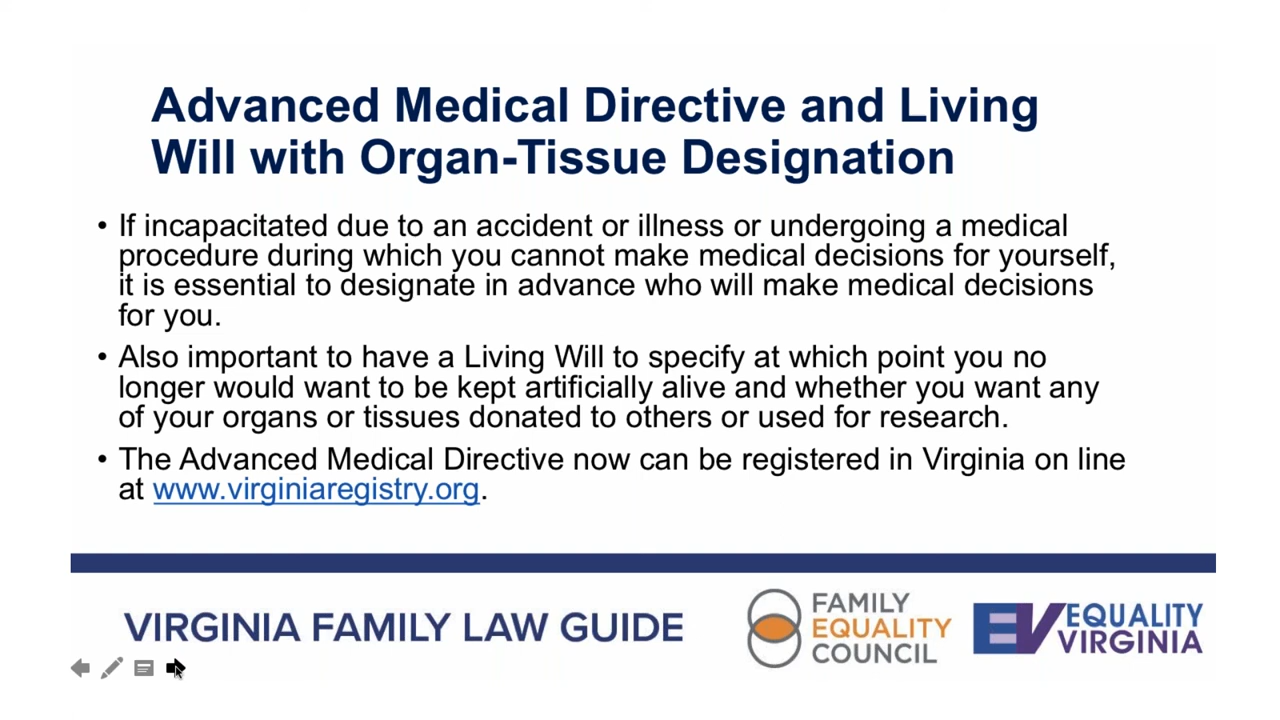 Advanced Medical Directive and Living
Will with Organ-Tissue Designation
• If incapacitated due to an accident or illness or undergoing a medical
procedure during which you cannot make medical decisions for yourself,
it is essential to designate in advance who will make medical decisions
for you.
• Also important to have a Living Will to specify at which point you no
longer would want to be kept artificially alive and whether you want any
of your organs or tissues donated to others or used for research.
• The Advanced Medical Directive now can be registered in Virginia on line
at www.virginiaregistry.org.
VIRGINIA FAMILY LAW GUIDE
FAMILY
EQUALITY
COUNCIL
EV EQUALITY
VIRGINIA